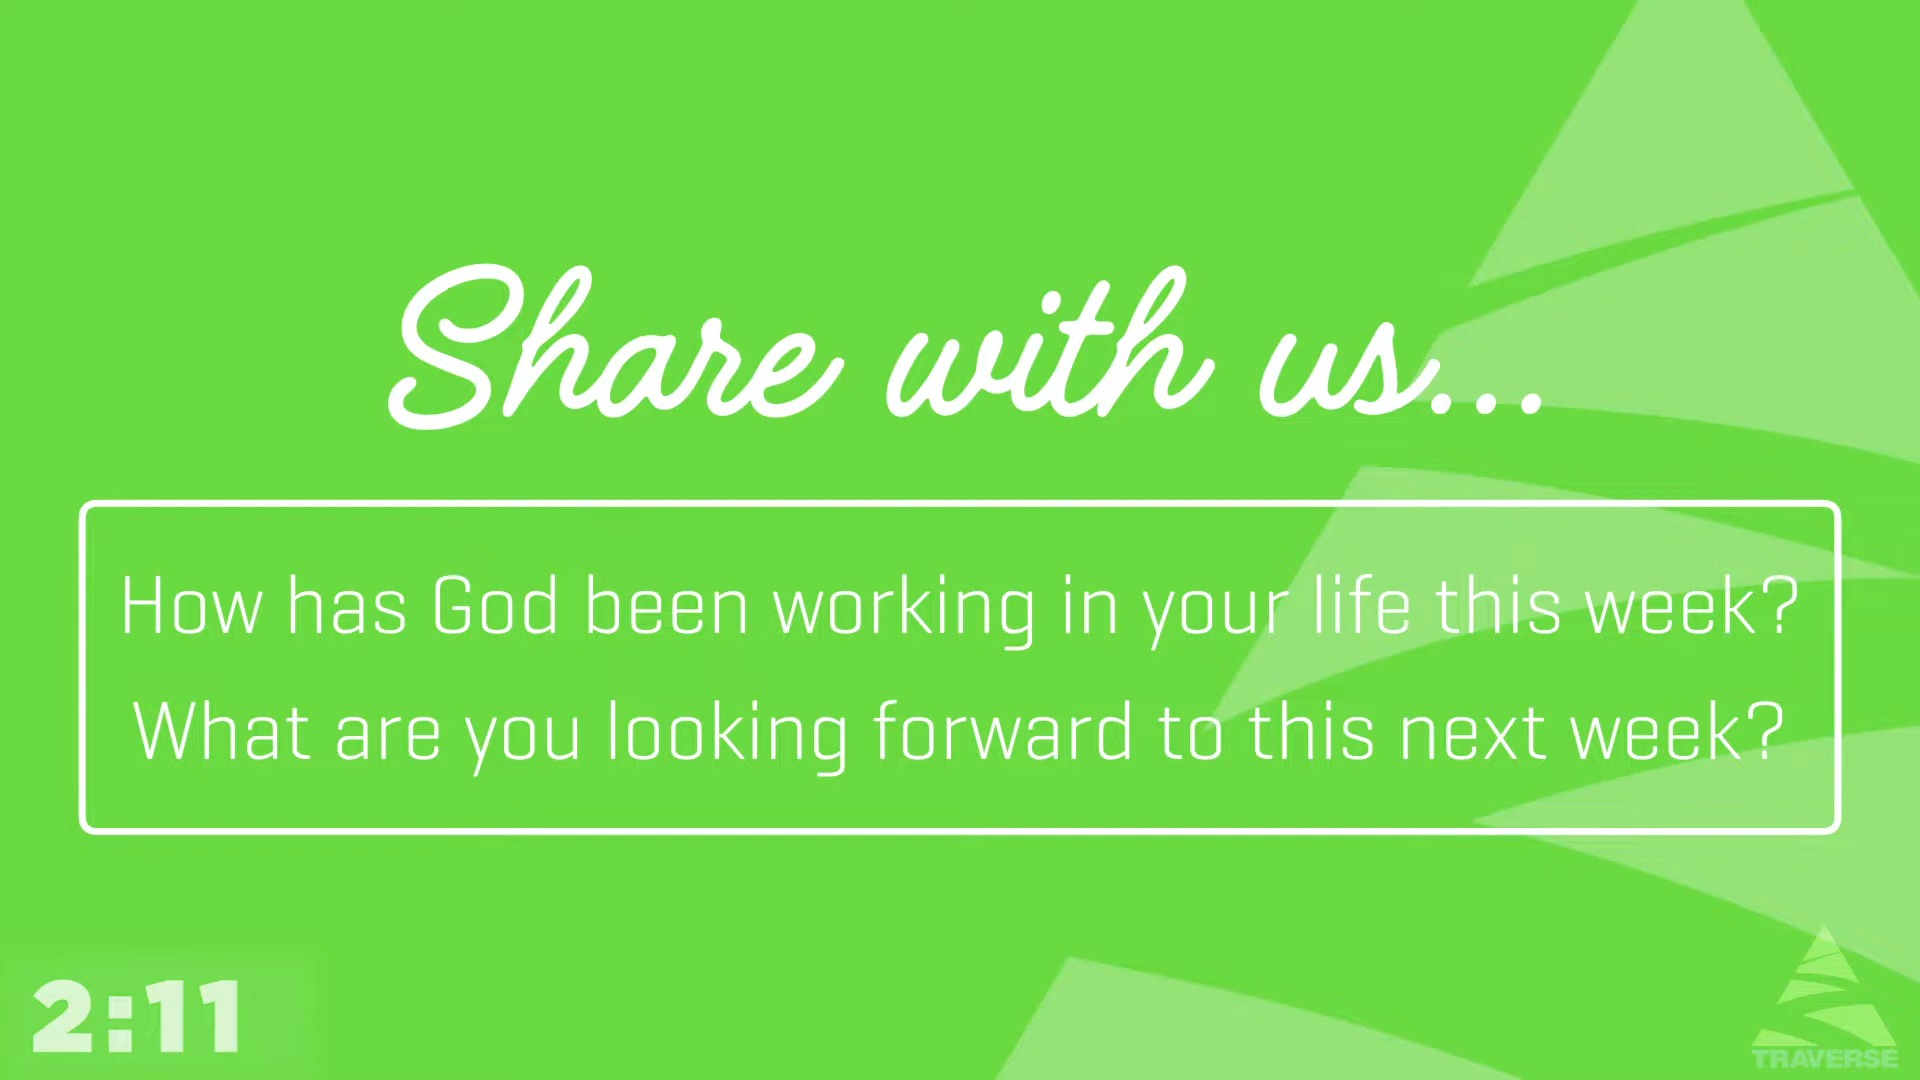 Share with us...
How has God been working in your life this week?
What are you looking forward to this next week?
2:11
TRAVERSE